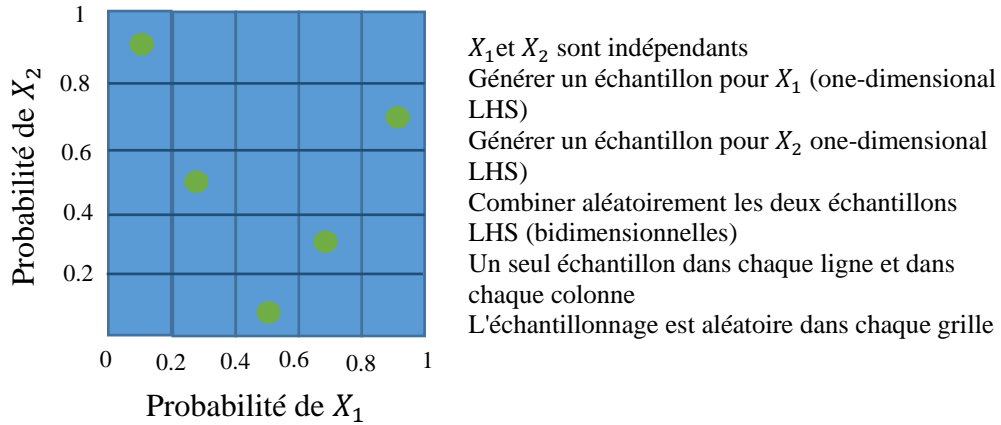 1
0.8
0.6
0.4
0.2
Probabilité de X₂
0 0.2 0.4 0.6 0.8 1
Probabilité de X₁
X₁et X₂ sont indépendants
Générer un échantillon pour X₁ (one-dimensional
LHS)
Générer un échantillon pour X₂ one-dimensional
LHS)
Combiner aléatoirement les deux échantillons
LHS (bidimensionnelles)
Un seul échantillon dans chaque ligne et dans
chaque colonne
L'échantillonnage est aléatoire dans chaque grille